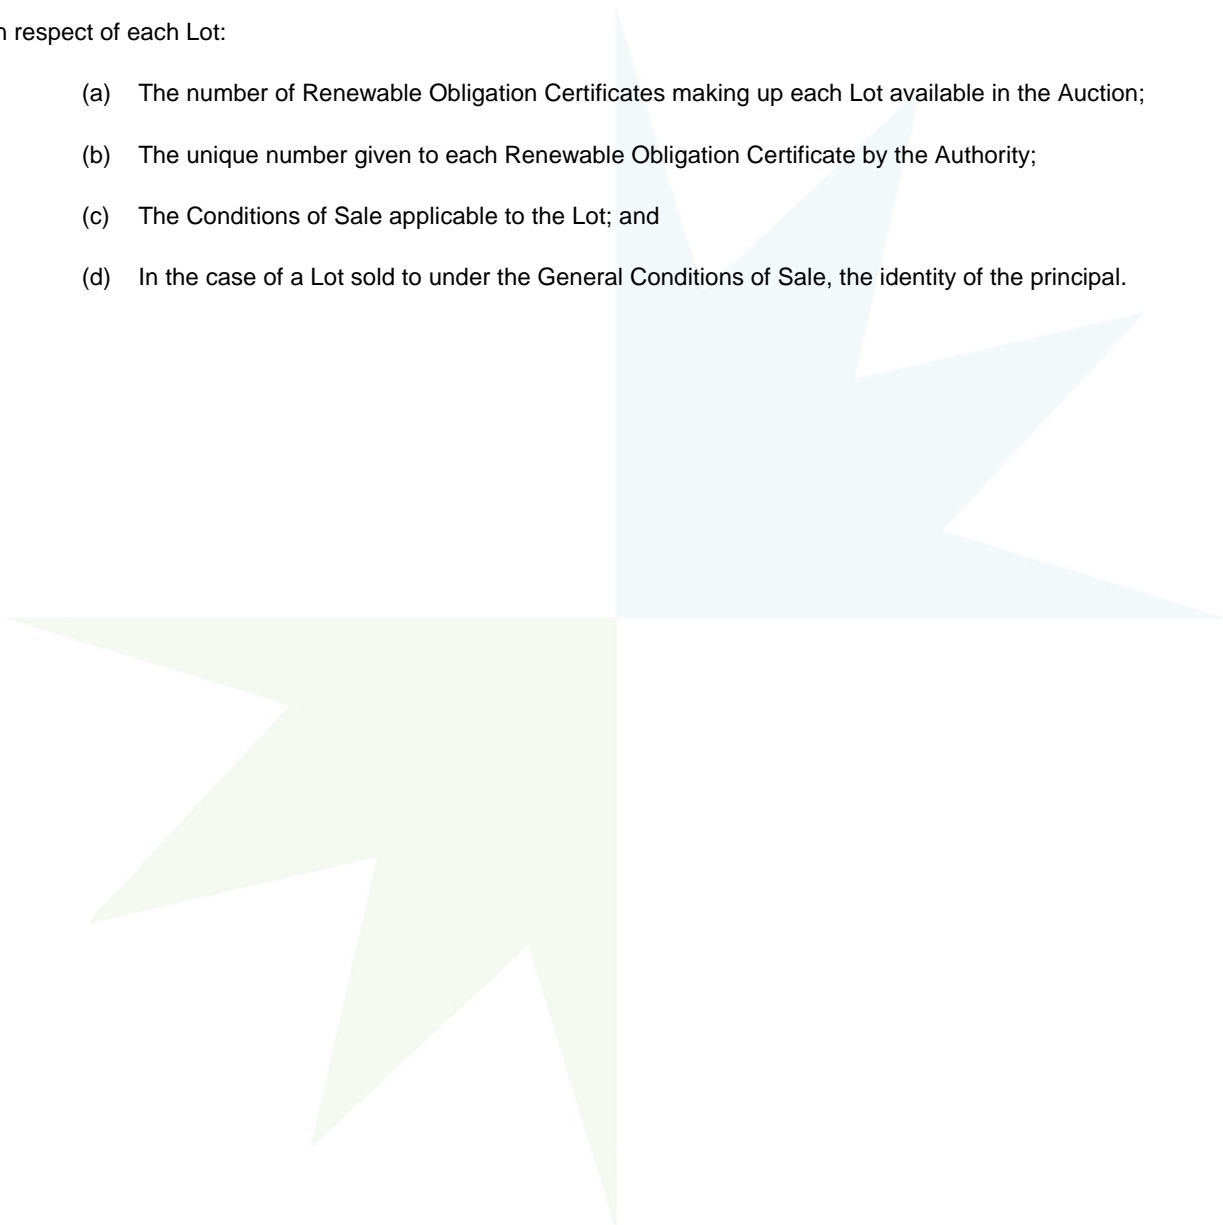 n respect of each Lot:
(a) The number of Renewable Obligation Certificates making up each Lot available in the Auction;
(b) The unique number given to each Renewable Obligation Certificate by the Authority;
(c) The Conditions of Sale applicable to the Lot; and
(d) In the case of a Lot sold to under the General Conditions of Sale, the identity of the principal.